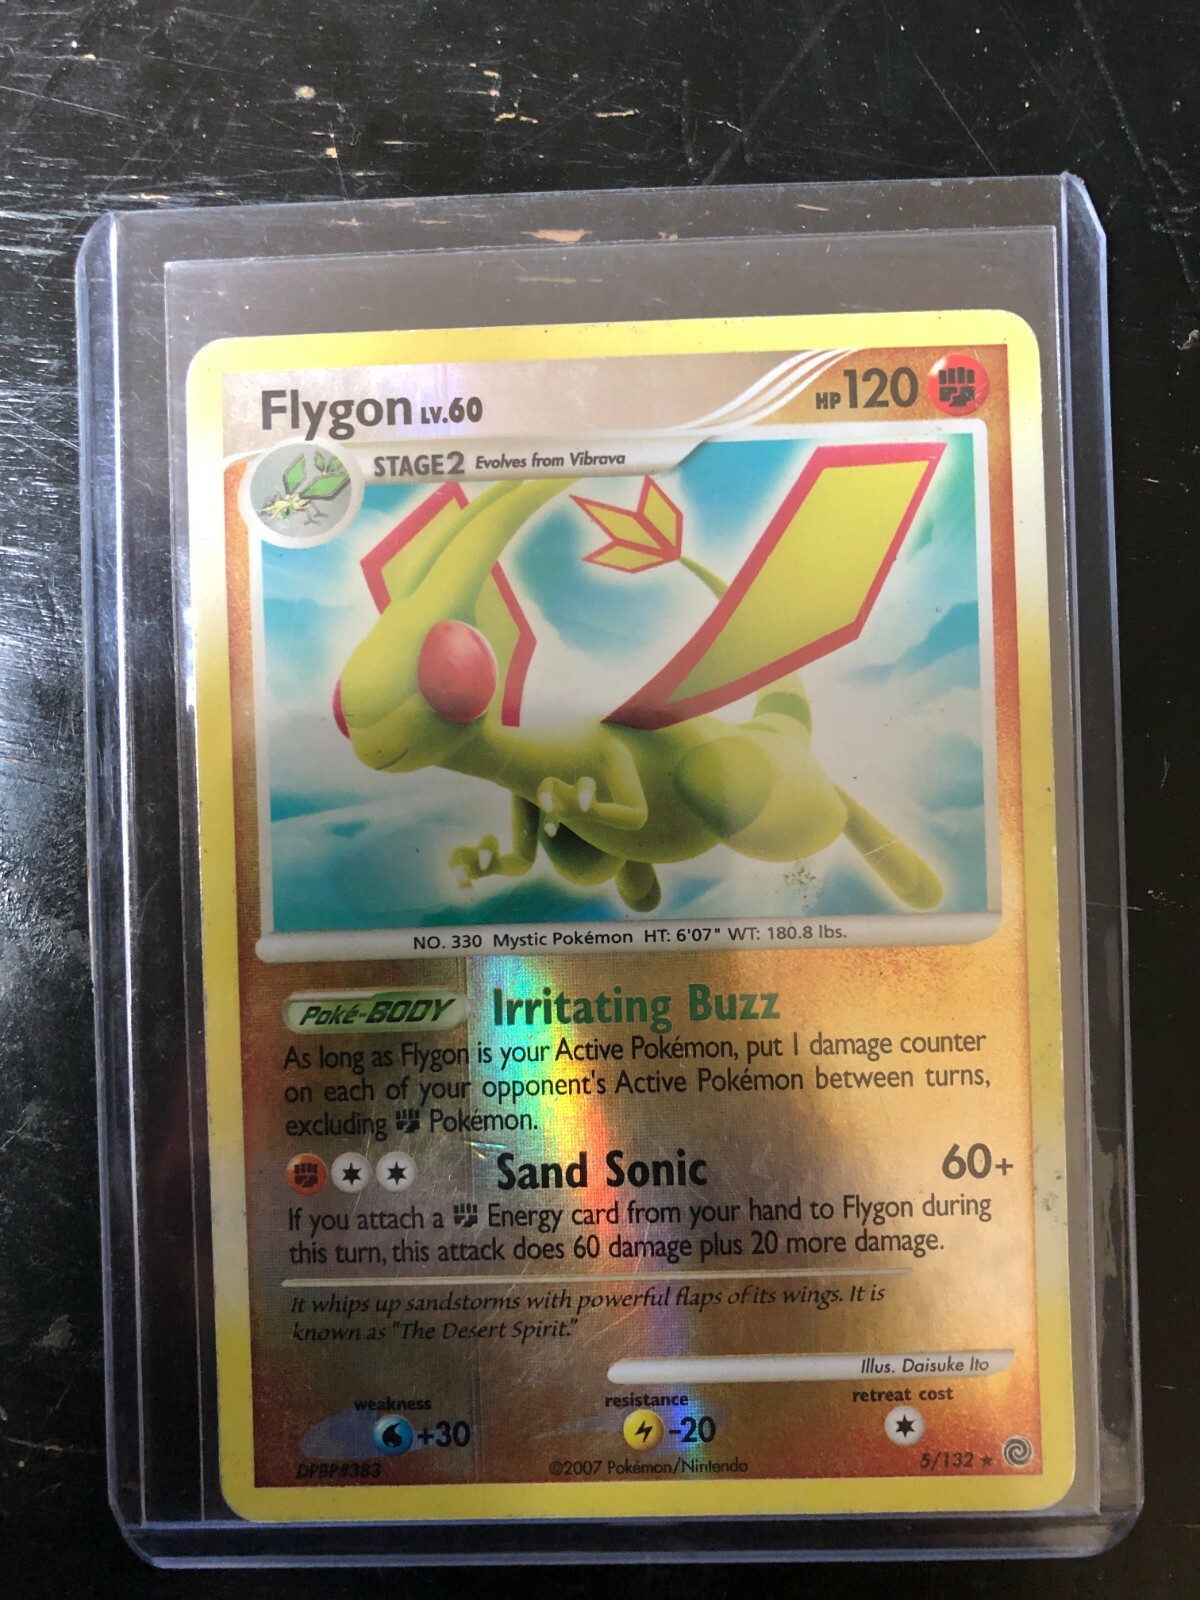 Flygon LV.60 HP 120
STAGE2 Evolves from Vibrava
NO. 330 Mystic Pokémon HT: 6'07" WT: 180.8 lbs.
Poké-BODY Irritating Buzz
As long as Flygon is your Active Pokémon, put 1 damage counter
on each of your opponent's Active Pokémon between turns,
excluding Pokémon.
Sand Sonic 60+
If you attach a Energy card from your hand to Flygon during
this turn, this attack does 60 damage plus 20 more damage.
It whips up sandstorms with powerful flaps of its wings. It is
known as "The Desert Spirit."
Illus. Daisuke Ito
weakness resistance retreat cost
+30 -20
DPBP#383 ©2007 Pokémon/Nintendo 5/132 ★